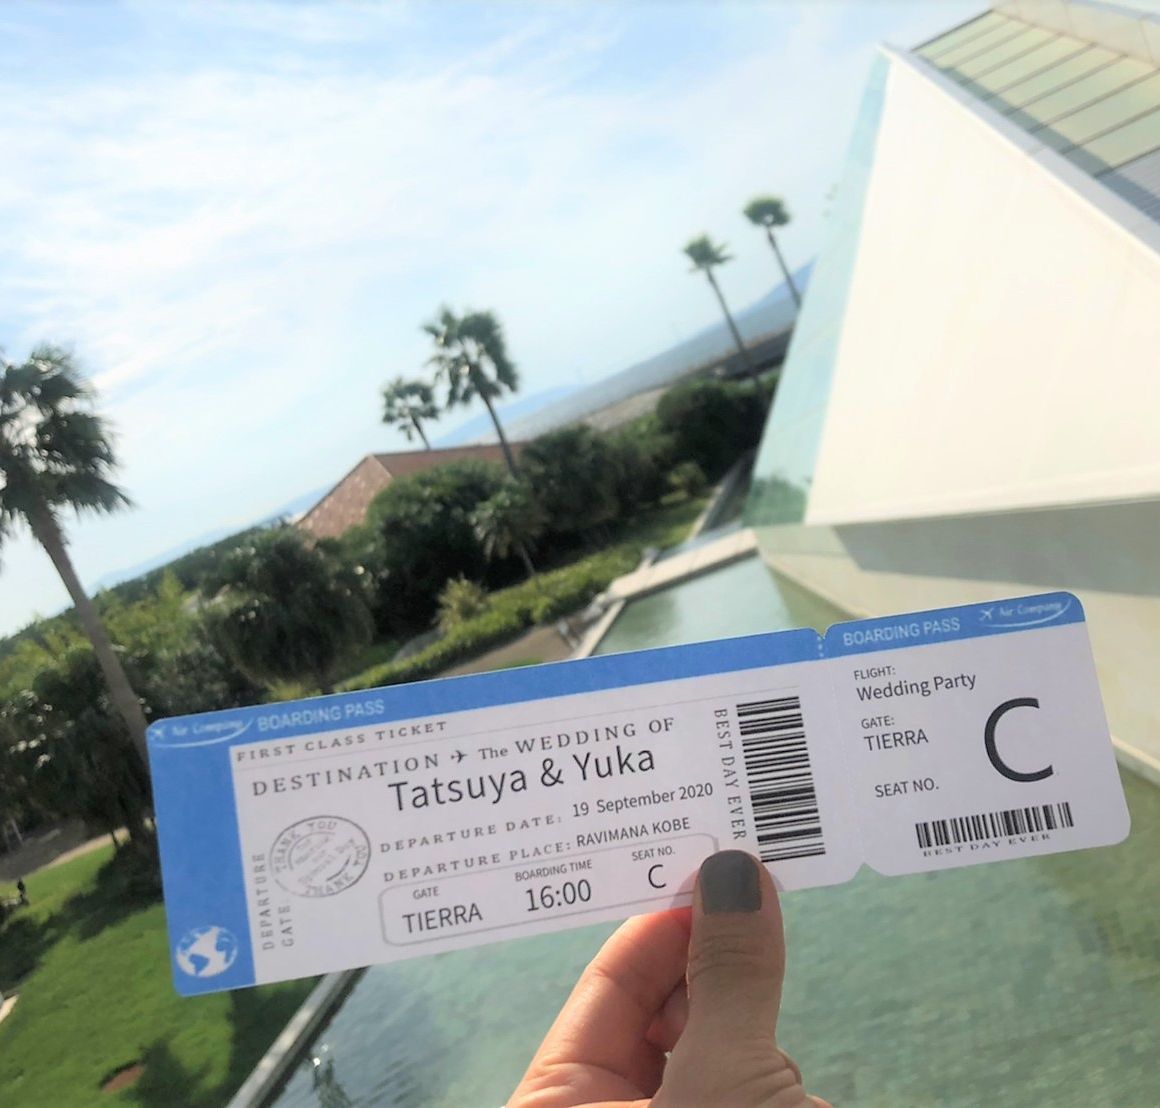 Air Company BOARDING PASS
FIRST CLASS TICKET
DESTINATION The WEDDING OF
Tatsuya & Yuka
DEPARTURE DATE: 19 September 2020
DEPARTURE PLACE: RAVIMANA KOBE
GATE
TIERRA
BOARDING TIME
16:00
SEAT NO.
C
DEPARTURE
GATE:
THANK YOU
THANK YOU
BEST DAY EVER
BOARDING PASS Air Company
FLIGHT:
Wedding Party
GATE:
TIERRA
SEAT NO.
C
BEST DAY EVER